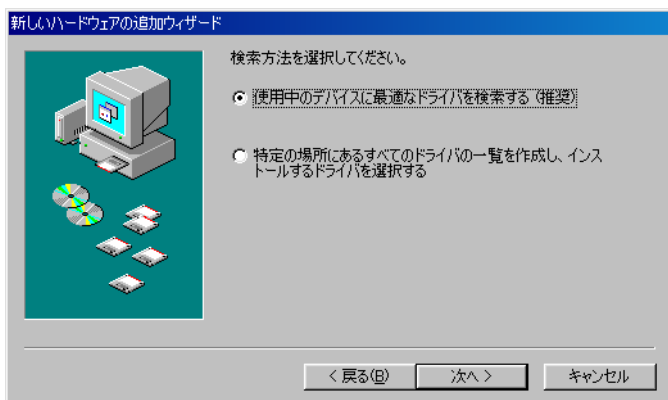 新しいハードウェアの追加ウィザード
検索方法を選択してください。
使用中のデバイスに最適なドライバを検索する (推奨)
特定の場所にあるすべてのドライバの一覧を作成し、インス
トールするドライバを選択する
< 戻る(B)
次へ >
キャンセル